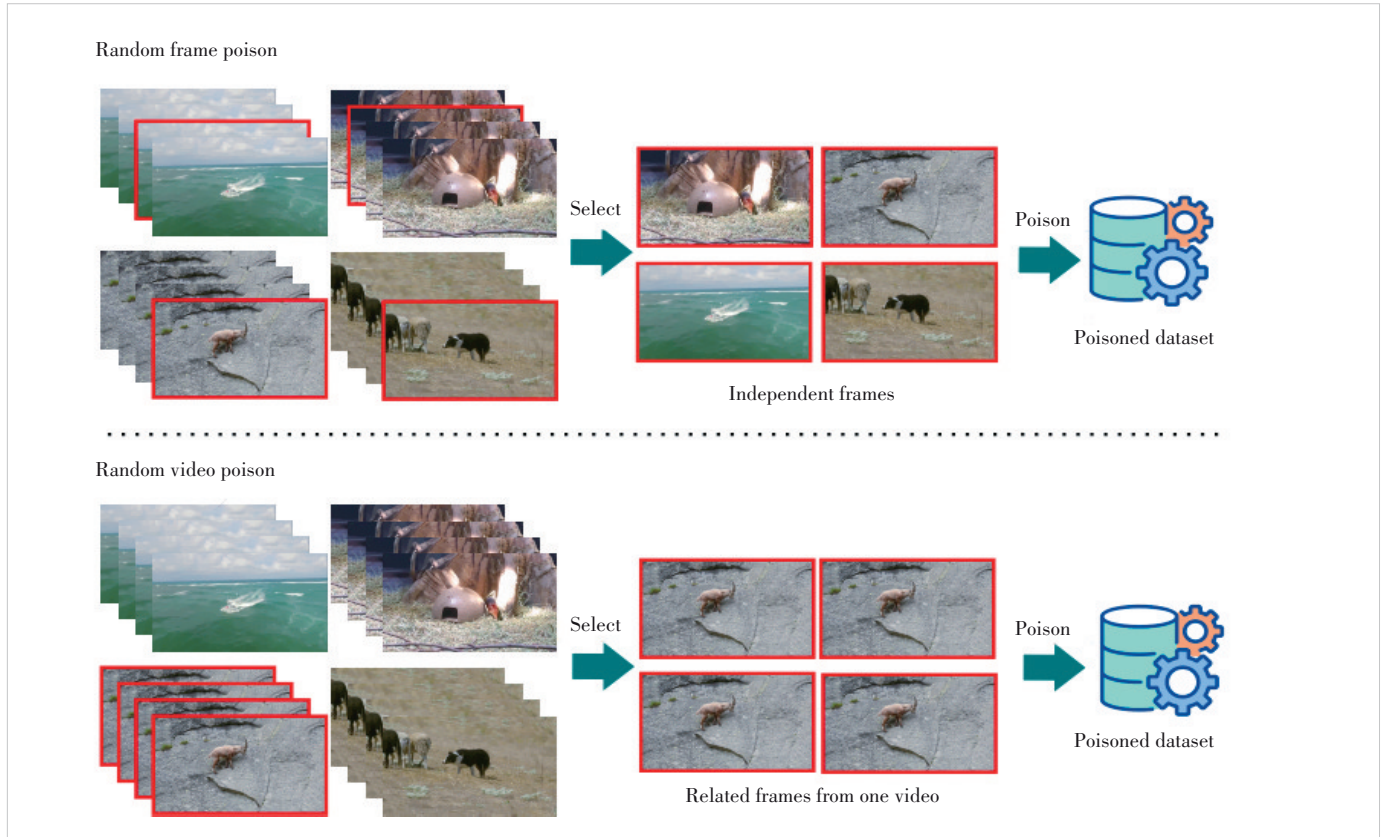 Random frame poison
Select
Poison
Poisoned dataset
Independent frames
Random video poison
Select
Poison
Poisoned dataset
Related frames from one video